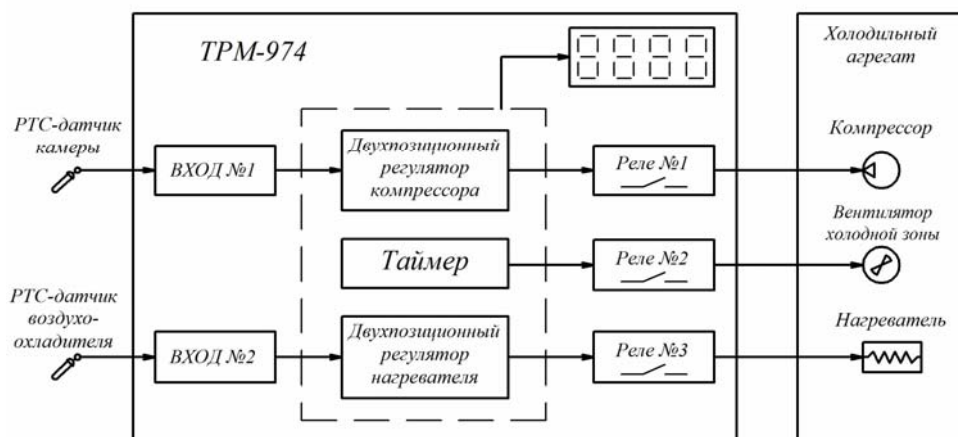 ТРМ-974
Холодильный
агрегат
РТС-датчик
камеры
ВХОД №1
Двухпозиционный
регулятор
компрессора
Реле №1
Компрессор
Таймер
Реле №2
Вентилятор
холодной зоны
РТС-датчик
воздухо-
охладителя
ВХОД №2
Двухпозиционный
регулятор
нагревателя
Реле №3
Нагреватель